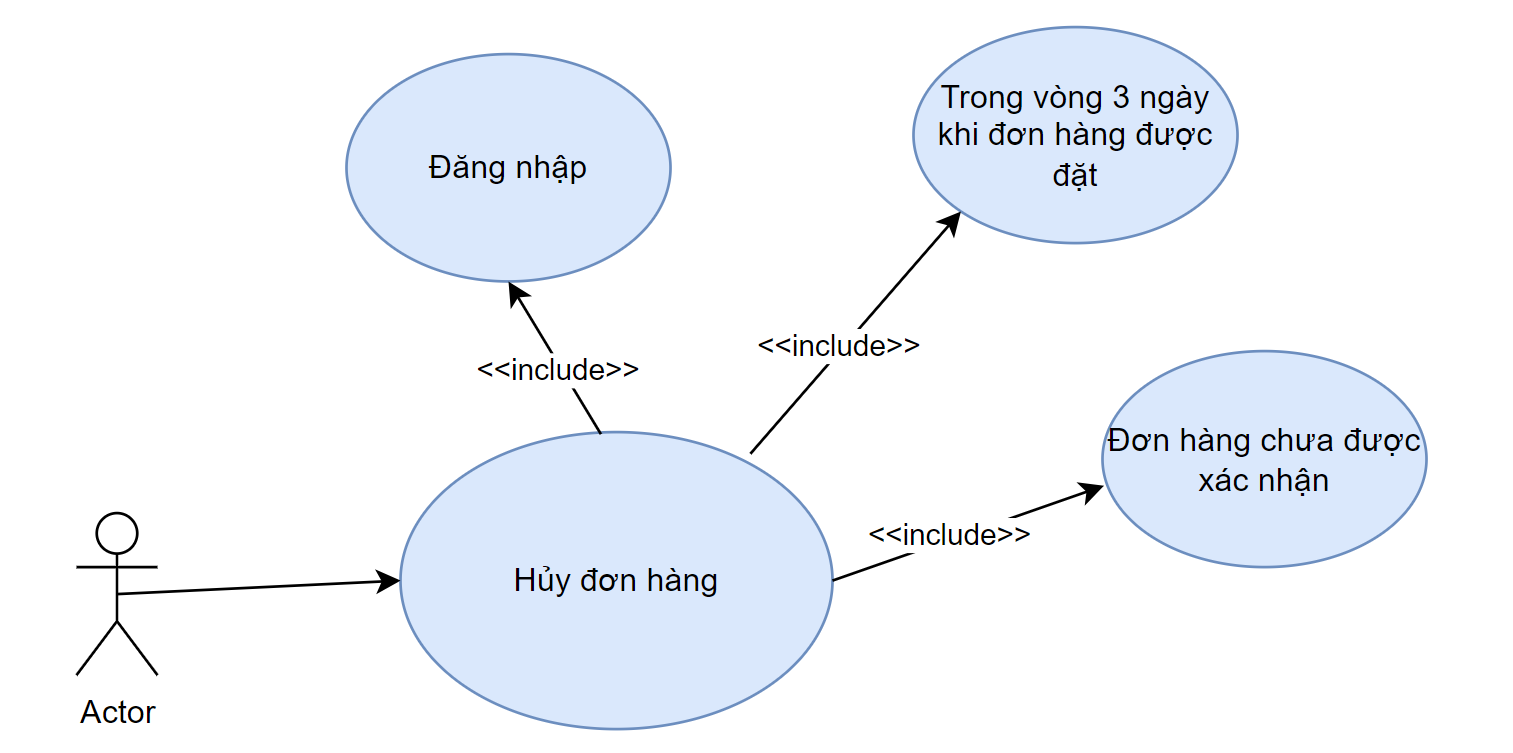 Trong vòng 3 ngày
khi đơn hàng được
đặt
Đăng nhập
<<include>>
<<include>>
Đơn hàng chưa được
xác nhận
<<include>>
Hủy đơn hàng
Actor